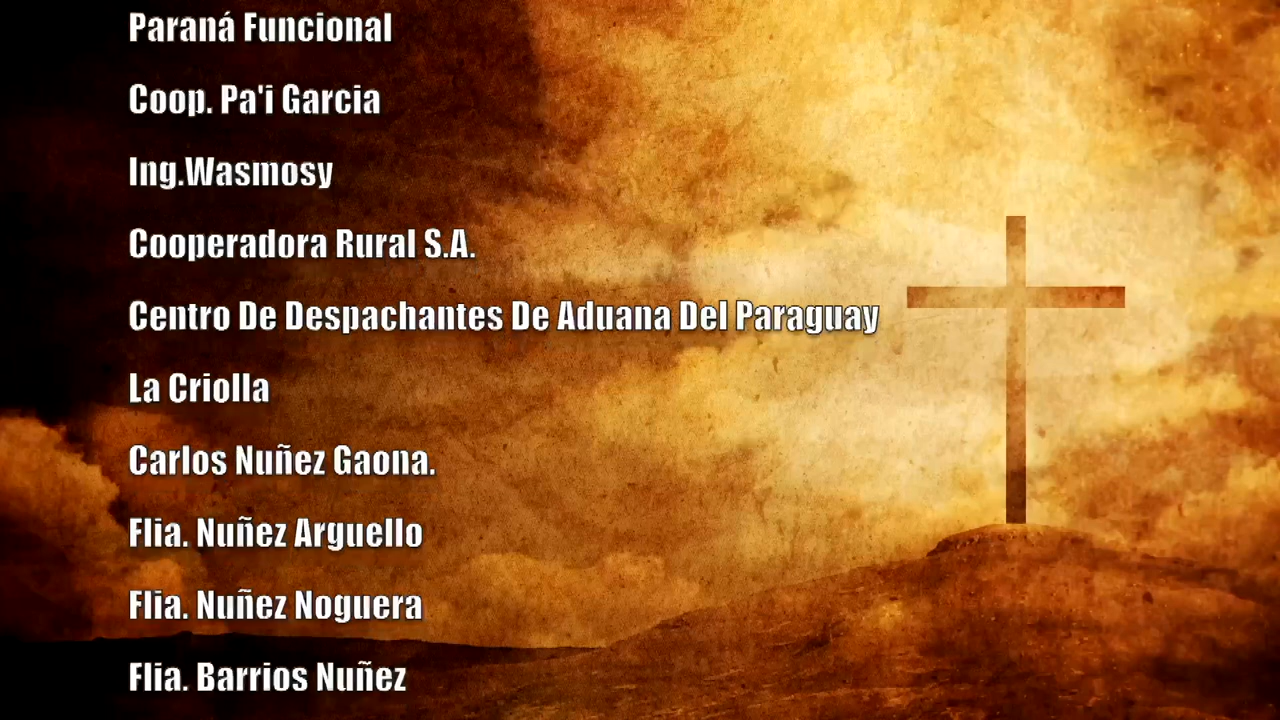 Paraná Funcional
Coop. Pa'i Garcia
Ing.Wasmosy
Cooperadora Rural S.A.
Centro De Despachantes De Aduana Del Paraguay
La Criolla
Carlos Nuñez Gaona.
Flia. Nuñez Arguello
Flia. Nuñez Noguera
Flia. Barrios Nuñez